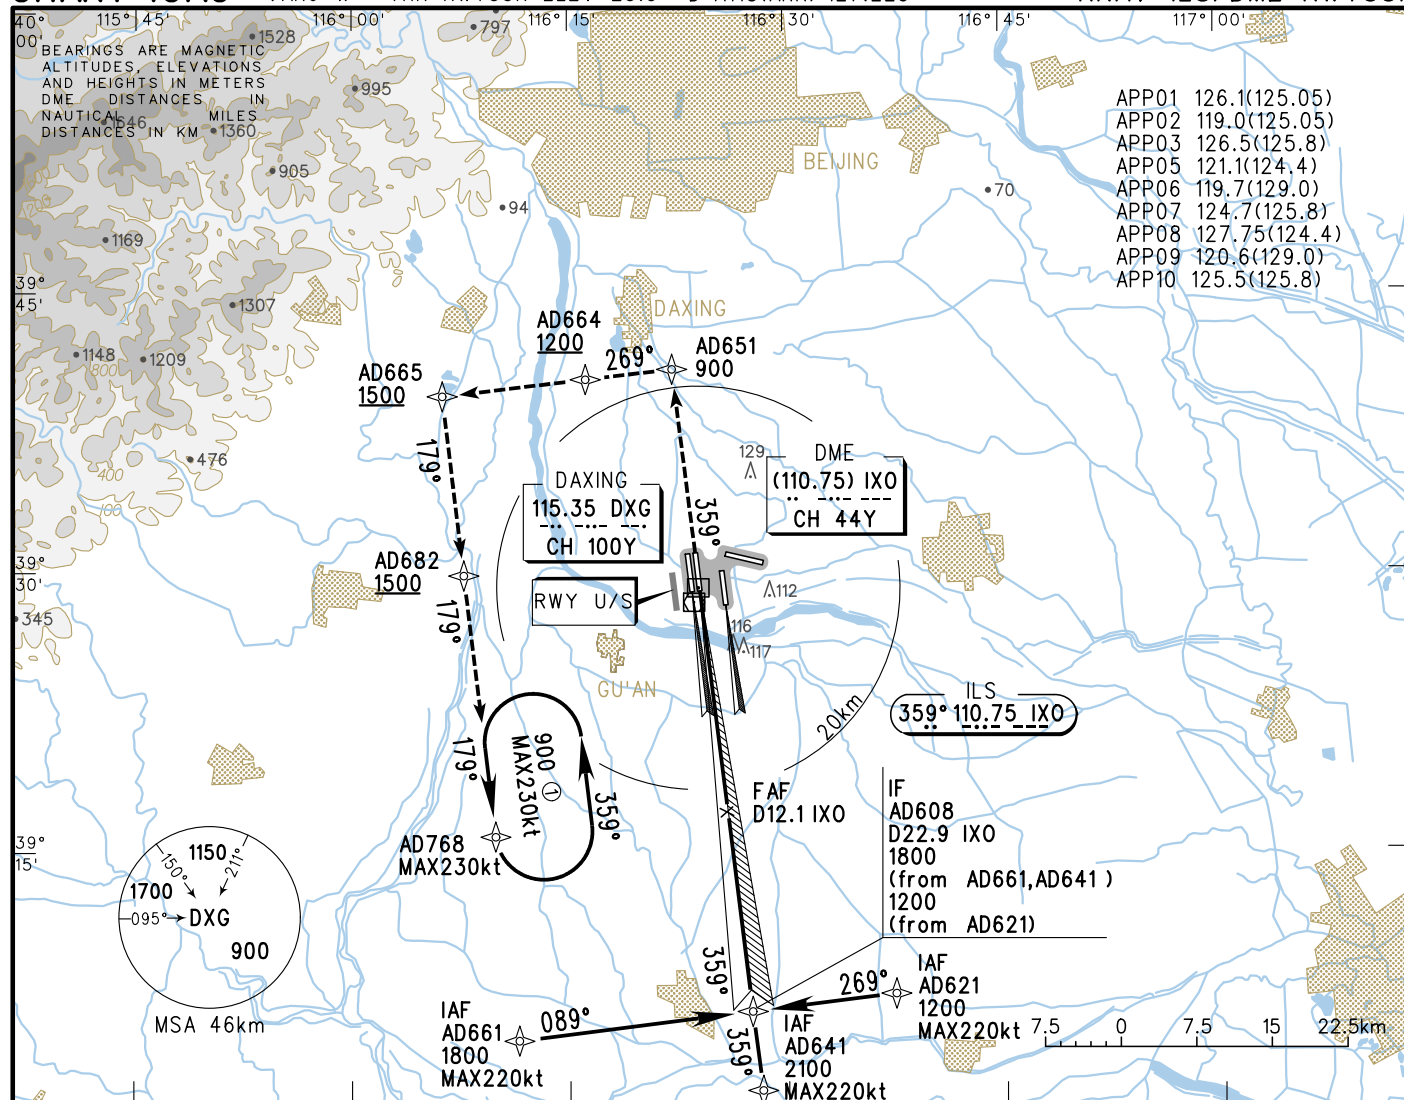 115°45'
116°00'
116°15'
116°30'
116°45'
117°00'
40°
00'
BEARINGS ARE MAGNETIC
ALTITUDES, ELEVATIONS
AND HEIGHTS IN METERS
DME DISTANCES IN
NAUTICAL MILES
DISTANCES IN KM
1528
797
995
1646
1360
905
94
70
1169
1307
1148
1209
800
476
400
100
345
BEIJING
APP01 126.1(125.05)
APP02 119.0(125.05)
APP03 126.5(125.8)
APP05 121.1(124.4)
APP06 119.7(129.0)
APP07 124.7(125.8)
APP08 127.75(124.4)
APP09 120.6(129.0)
APP10 125.5(125.8)
39°
45'
DAXING
AD664
1200
269°
AD651
900
AD665
1500
179°
129
DME
(110.75) IXO
CH 44Y
DAXING
115.35 DXG
CH 100Y
359°
39°
30'
AD682
1500
RWY U/S
112
116
117
179°
GU'AN
ILS
359° 110.75 IXO
20km
179°
900 ①
MAX230kt
359°
FAF
D12.1 IXO
IF
AD608
D22.9 IXO
1800
(from AD661,AD641)
1200
(from AD621)
39°
15'
AD768
MAX230kt
1150
150°
211°
1700
095°
DXG
900
MSA 46km
359°
269°
IAF
AD621
1200
MAX220kt
IAF
AD661
1800
MAX220kt
089°
359°
IAF
AD641
2100
MAX220kt
7.5 0 7.5 15 22.5km